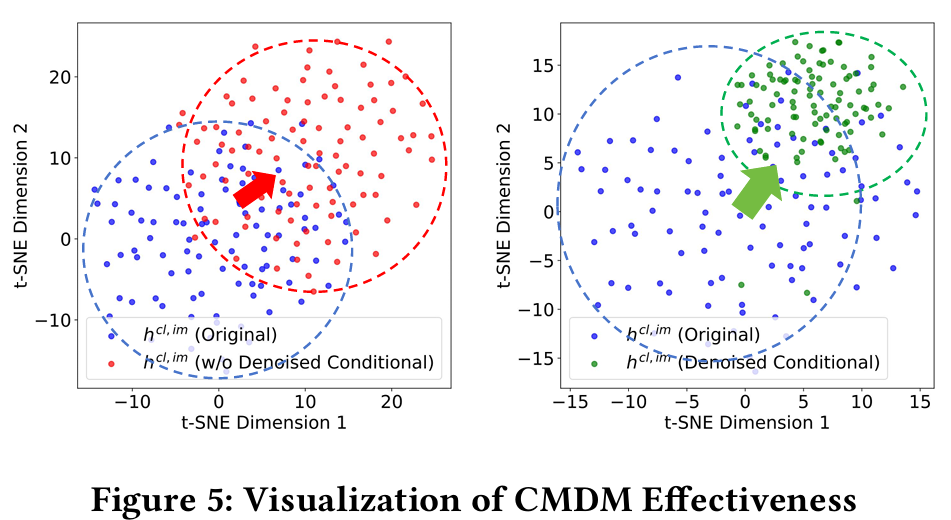 20
10
0
−10
t-SNE Dimension 2
h^{cl,im} (Original)
h^{cl,im} (w/o Denoised Conditional)
−10 0 10 20
t-SNE Dimension 1
15
10
5
0
−5
−10
−15
t-SNE Dimension 2
h^{cl,im} (Original)
h^{cl,im} (Denoised Conditional)
−15 −10 −5 0 5 10 15
t-SNE Dimension 1
Figure 5: Visualization of CMDM Effectiveness